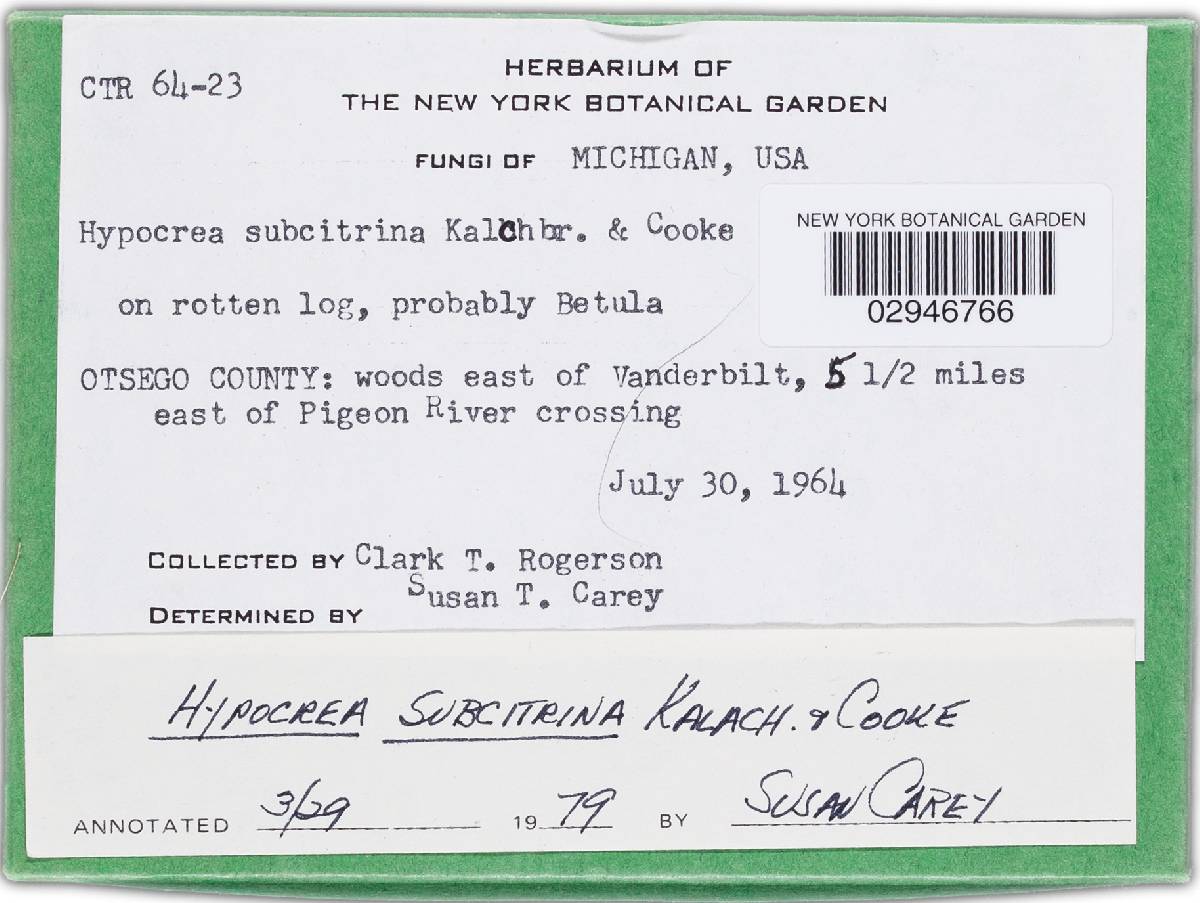 CTR 64-23
HERBARIUM OF
THE NEW YORK BOTANICAL GARDEN
FUNGI OF MICHIGAN, USA
Hypocrea subcitrina Kalchbr. & Cooke
NEW YORK BOTANICAL GARDEN
02946766
on rotten log, probably Betula
OTSEGO COUNTY: woods east of Vanderbilt, 5 1/2 miles
east of Pigeon River crossing
July 30, 1964
COLLECTED BY Clark T. Rogerson
Susan T. Carey
DETERMINED BY
HYPOCREA SUBCITRINA KALACH. & COOKE
ANNOTATED 3/29 1979 BY SUSAN CAREY